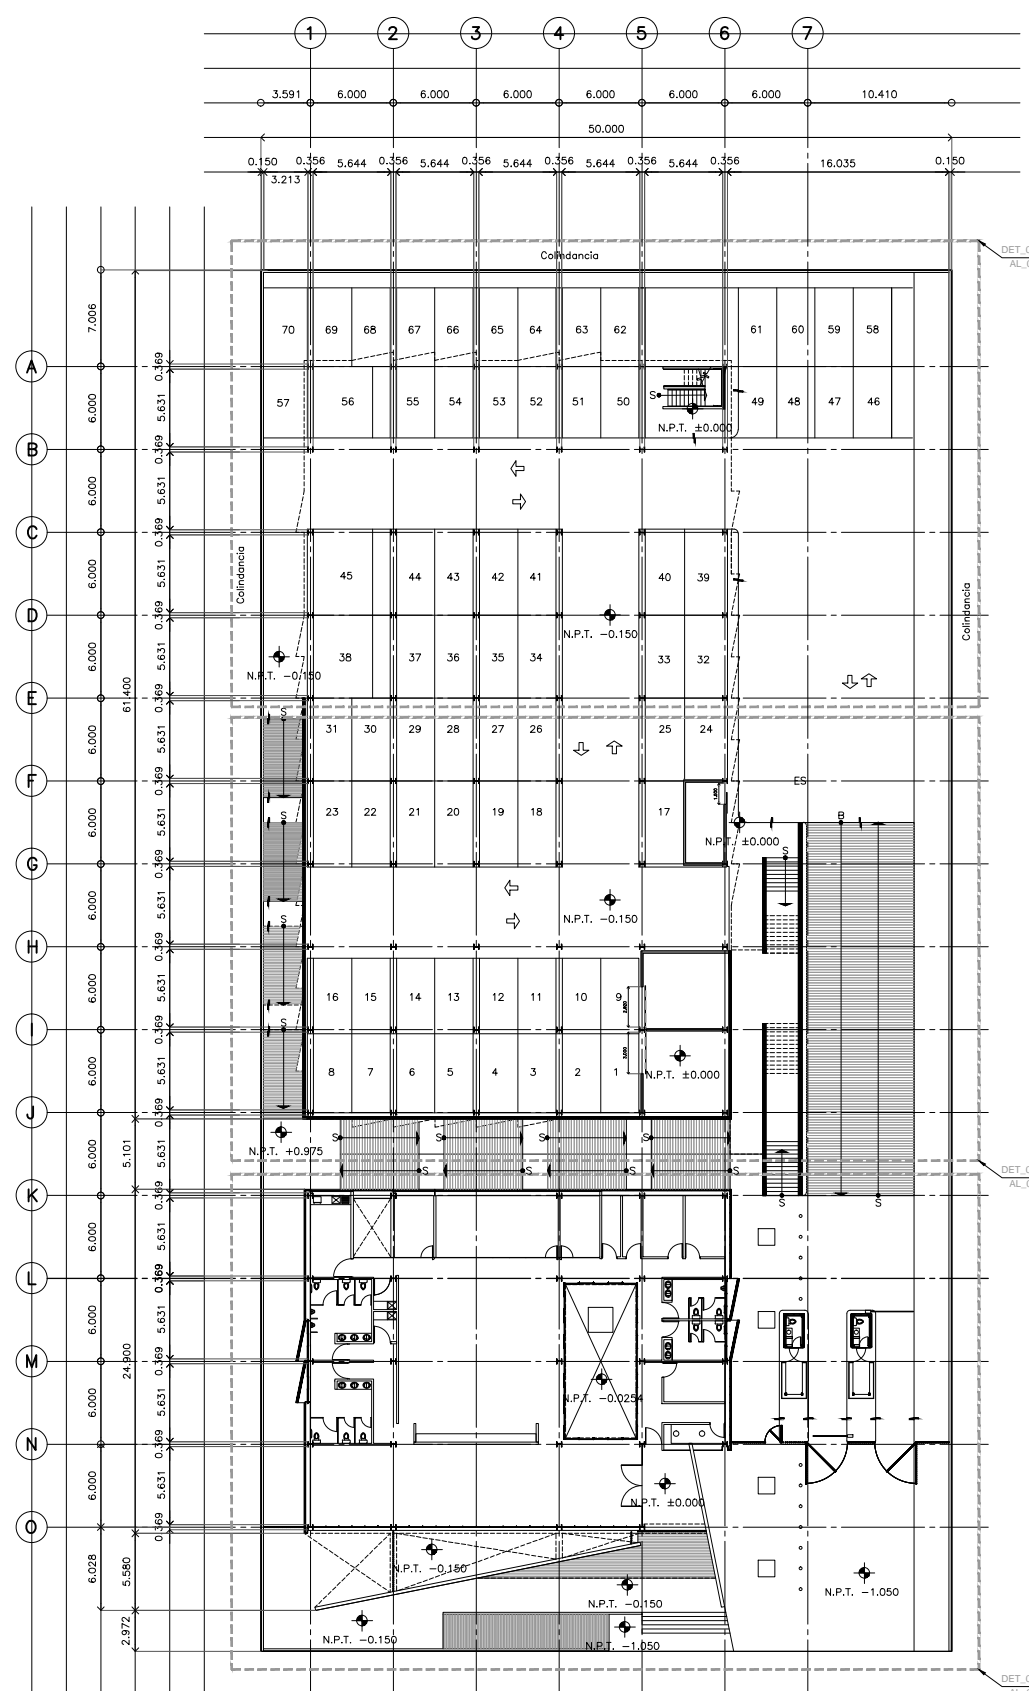 1 2 3 4 5 6 7
3.591 6.000 6.000 6.000 6.000 6.000 6.000 10.410
50.000
0.150 0.356 5.644 0.356 5.644 0.356 5.644 0.356 5.644 0.356 5.644 0.356 16.035 0.150
3.213
Colindancia
DET_0
AL_0
7.006
70 69 68 67 66 65 64 63 62 61 60 59 58
A
0.369
57 56 55 54 53 52 51 50 S 49 48 47 46
6.000 5.631
N.P.T. ±0.000
B
0.369
6.000 5.631
C
0.369
Colindancia
45 44 43 42 41 40 39
6.000 5.631
Colindancia
D
0.369
N.P.T. -0.150
38 37 36 35 34 33 32
6.000 5.631
N.P.T. -0.150
61.400
E
0.369
S
31 30 29 28 27 26 25 24
6.000 5.631
F
0.369
ES
23 22 21 20 19 18 17
6.000 5.631
S
B
N.P.T. ±0.000
G
0.369
S
6.000 5.631
N.P.T. -0.150
S
H
0.369
16 15 14 13 12 11 10 9
6.000 5.631
I
0.369
S
8 7 6 5 4 3 2 1
6.000 5.631
N.P.T. ±0.000
J
0.369
S S S S
N.P.T. +0.975
6.000 5.101 5.631
S S S S
DET_0
AL_0
K
0.369
S S
6.000 5.631
L
0.369
6.000 5.631
M
0.369
24.900
N.P.T. -0.0254
6.000 5.631
N
0.369
6.000 5.631
N.P.T. ±0.000
O
0.369
N.P.T. -0.150
6.028 5.580
N.P.T. -1.050
N.P.T. -0.150
2.972
N.P.T. -0.150
N.P.T. -1.050
DET_0